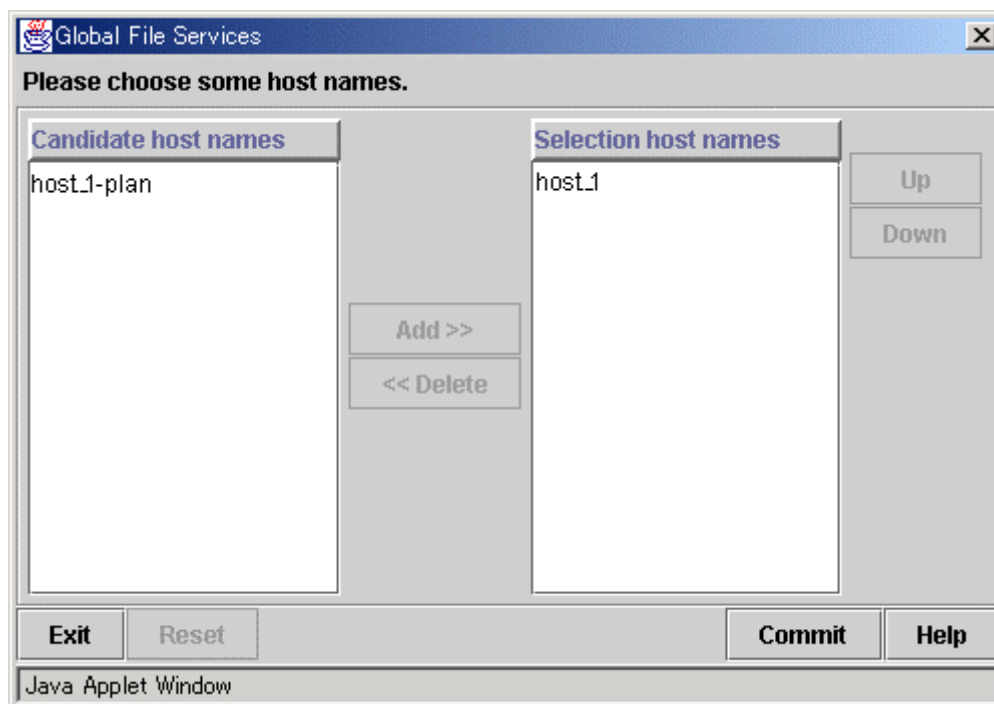 Global File Services
Please choose some host names.
Candidate host names
Selection host names
host_1-plan
host_1
Up
Down
Add >>
<< Delete
Exit
Reset
Commit
Help
Java Applet Window